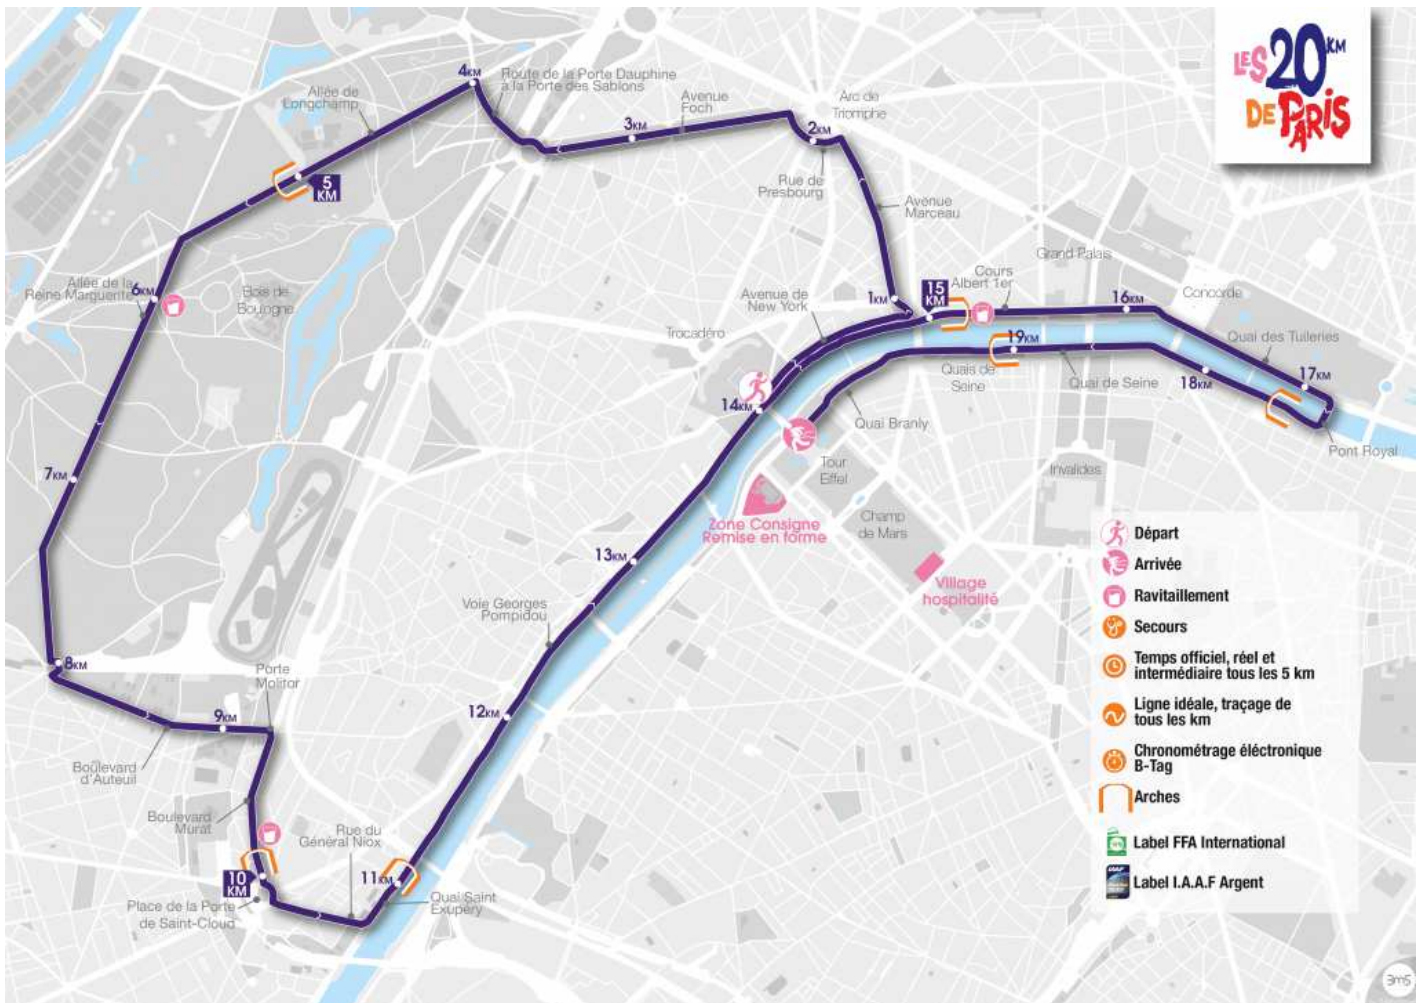 LES 20 KM
DE PARIS
4KM
Route de la Porte Dauphine
à la Porte des Sablons
Allée de
Longchamp
Avenue
Foch
3KM
Arc de
Triomphe
2KM
Rue de
Presbourg
Avenue
Marceau
5
KM
Allée de la
Reine Marguerite
6KM
Bois de
Boulogne
Avenue de
New York
Trocadéro
1KM
15
KM
Cours
Albert 1er
Grand Palais
16KM
Concorde
Quai des Tuileries
17KM
19KM
Quais de
Seine
Quai de Seine
18KM
Pont Royal
14KM
Quai Branly
Tour
Eiffel
Invalides
7KM
Zone Consigne
Remise en forme
Champ
de Mars
13KM
Village
hospitalité
Voie Georges
Pompidou
8KM
Porte
Molitor
9KM
12KM
Boulevard
d'Auteuil
Boulevard
Murat
Rue du
Général Niox
10
KM
11KM
Place de la Porte
de Saint-Cloud
Quai Saint
Exupéry
Départ
Arrivée
Ravitaillement
Secours
Temps officiel, réel et
intermédiaire tous les 5 km
Ligne idéale, traçage de
tous les km
Chronométrage éléctronique
B-Tag
Arches
Label FFA International
Label I.A.A.F Argent
3m5